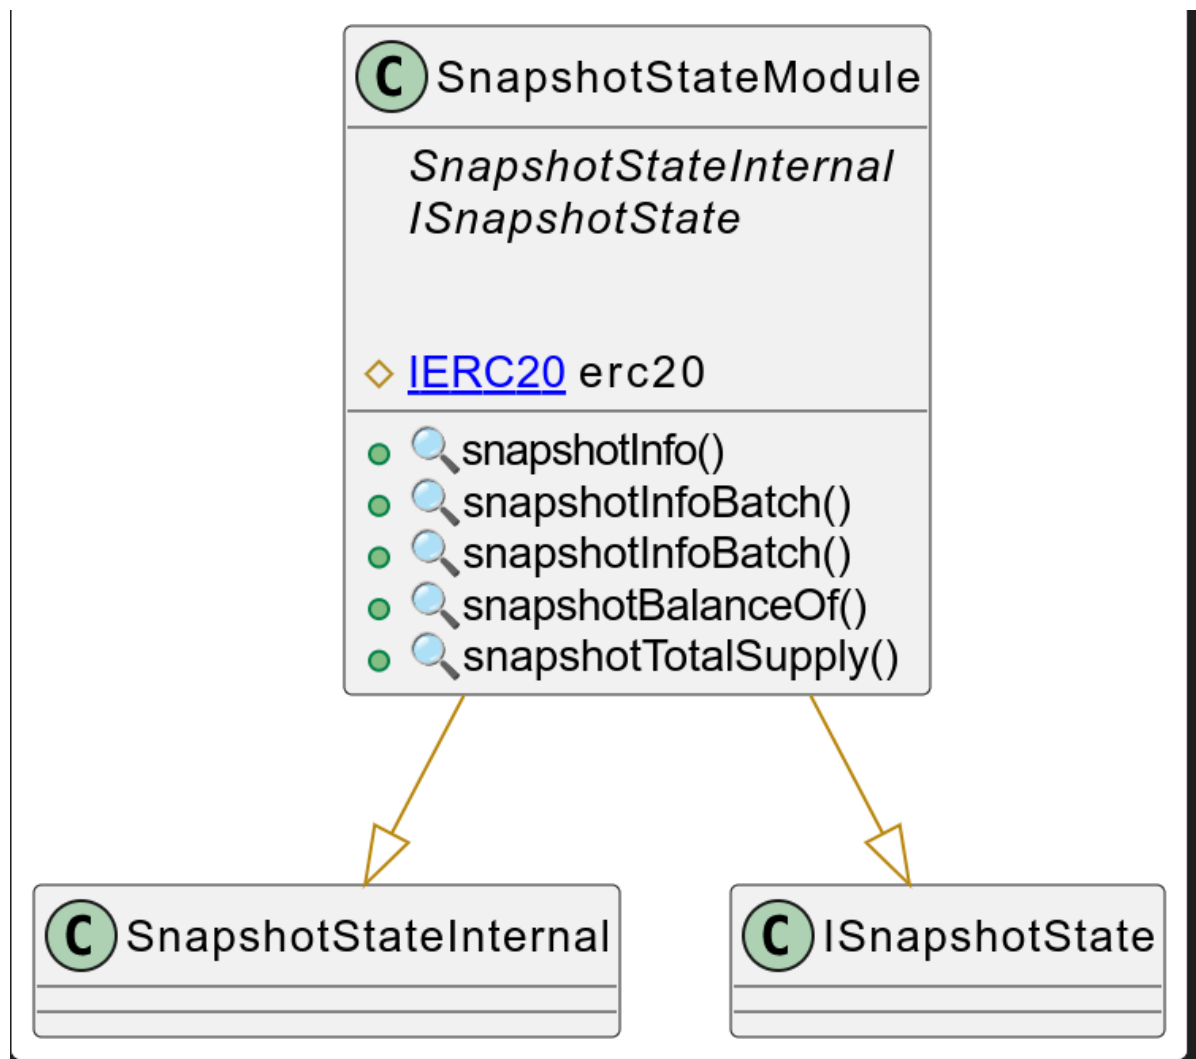 C SnapshotStateModule
SnapshotStateInternal
ISnapshotState
IERC20 erc20
snapshotInfo()
snapshotInfoBatch()
snapshotInfoBatch()
snapshotBalanceOf()
snapshotTotalSupply()
C SnapshotStateInternal
C ISnapshotState